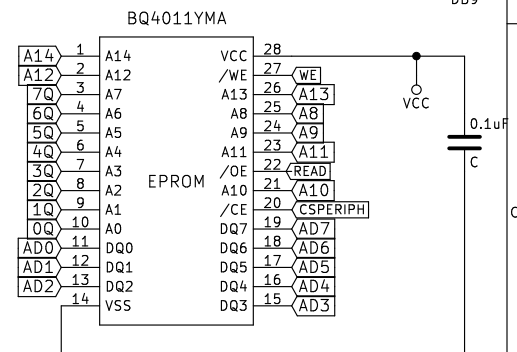 DB9
BQ4011YMA
A14 1 A14 VCC 28
A12 2 A12 /WE 27 WE
7Q 3 A7 A13 26 A13
6Q 4 A6 A8 25 A8
5Q 5 A5 A9 24 A9
4Q 6 A4 A11 23 A11
3Q 7 A3 /OE 22 READ
2Q 8 A2 A10 21 A10
1Q 9 A1 /CE 20 CSPERIPH
0Q 10 A0 DQ7 19 AD7
AD0 11 DQ0 DQ6 18 AD6
AD1 12 DQ1 DQ5 17 AD5
AD2 13 DQ2 DQ4 16 AD4
14 VSS DQ3 15 AD3
EPROM
VCC
0.1uF
C